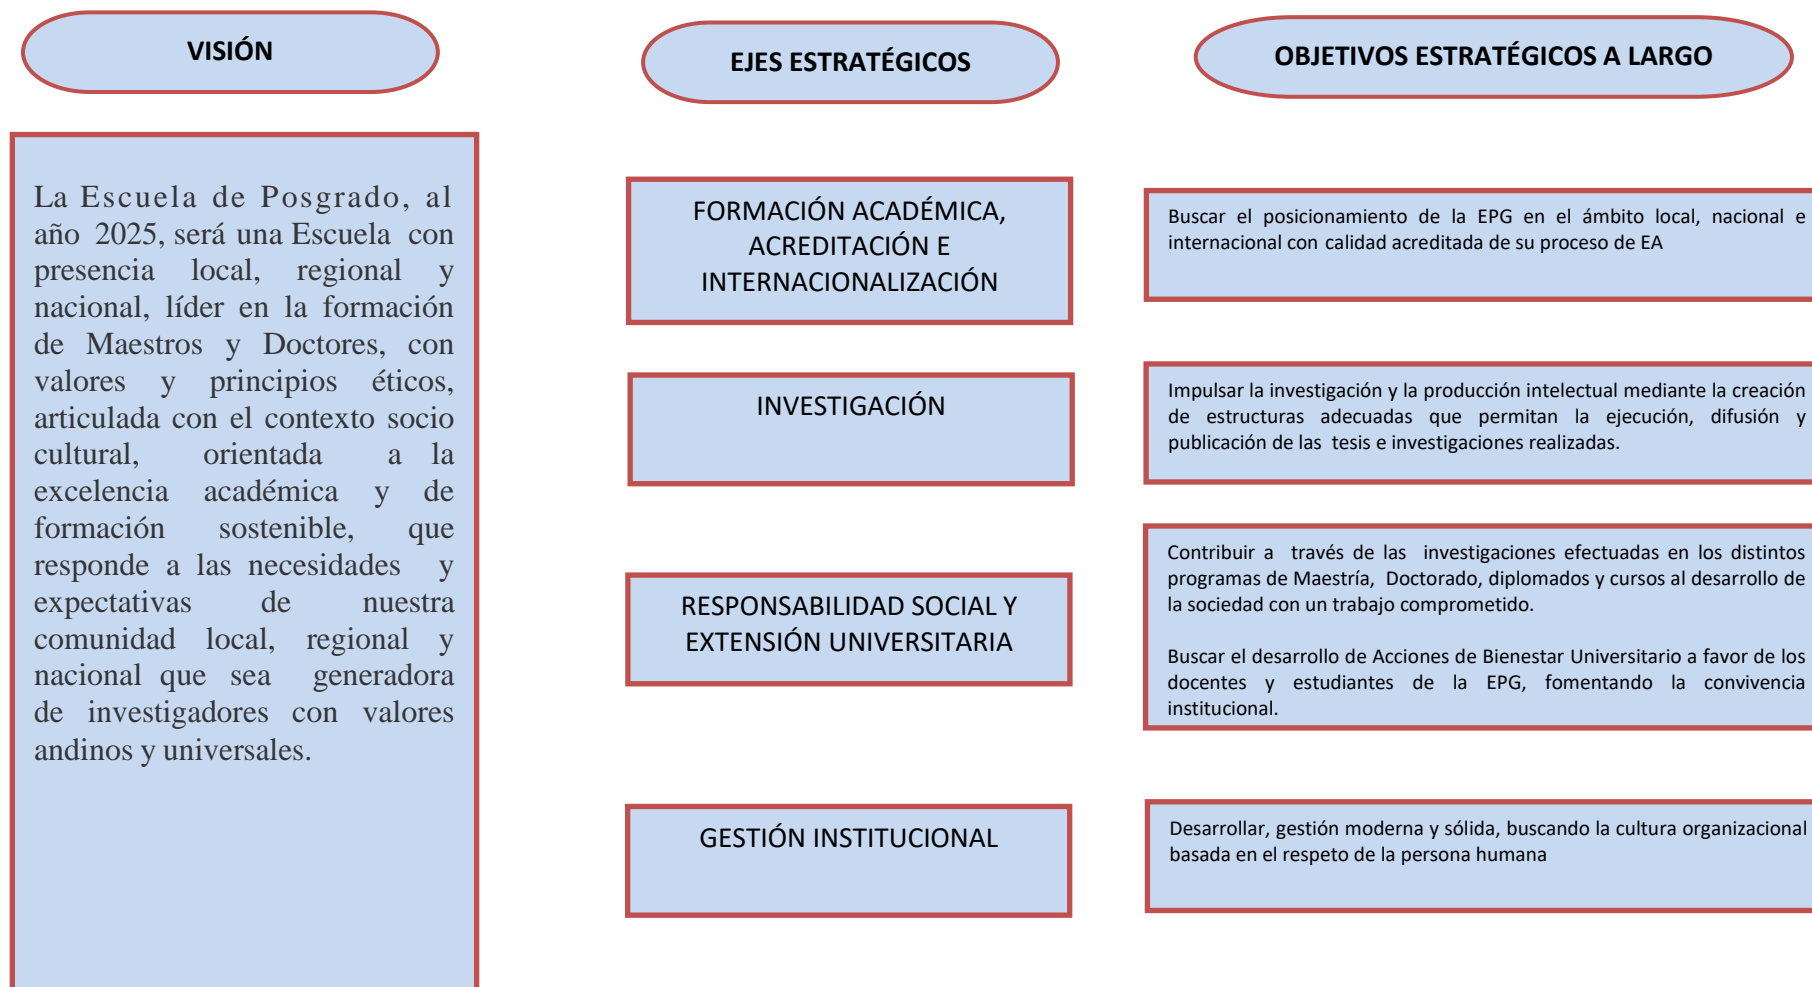 VISIÓN
La Escuela de Posgrado, al
año 2025, será una Escuela con
presencia local, regional y
nacional, líder en la formación
de Maestros y Doctores, con
valores y principios éticos,
articulada con el contexto socio
cultural, orientada a la
excelencia académica y de
formación sostenible, que
responde a las necesidades y
expectativas de nuestra
comunidad local, regional y
nacional que sea generadora
de investigadores con valores
andinos y universales.
EJES ESTRATÉGICOS
FORMACIÓN ACADÉMICA,
ACREDITACIÓN E
INTERNACIONALIZACIÓN
INVESTIGACIÓN
RESPONSABILIDAD SOCIAL Y
EXTENSIÓN UNIVERSITARIA
GESTIÓN INSTITUCIONAL
OBJETIVOS ESTRATÉGICOS A LARGO
Buscar el posicionamiento de la EPG en el ámbito local, nacional e
internacional con calidad acreditada de su proceso de EA
Impulsar la investigación y la producción intelectual mediante la creación
de estructuras adecuadas que permitan la ejecución, difusión y
publicación de las tesis e investigaciones realizadas.
Contribuir a través de las investigaciones efectuadas en los distintos
programas de Maestría, Doctorado, diplomados y cursos al desarrollo de
la sociedad con un trabajo comprometido.
Buscar el desarrollo de Acciones de Bienestar Universitario a favor de los
docentes y estudiantes de la EPG, fomentando la convivencia
institucional.
Desarrollar, gestión moderna y sólida, buscando la cultura organizacional
basada en el respeto de la persona humana